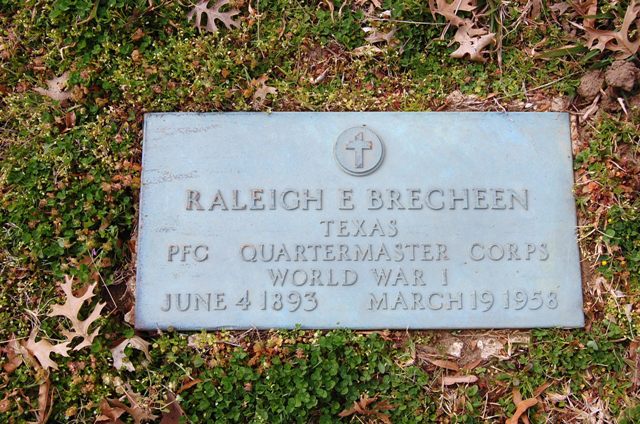 RALEIGH E BRECHEEN
TEXAS
PFC QUARTERMASTER CORPS
WORLD WAR I
JUNE 4 1893 MARCH 19 1958